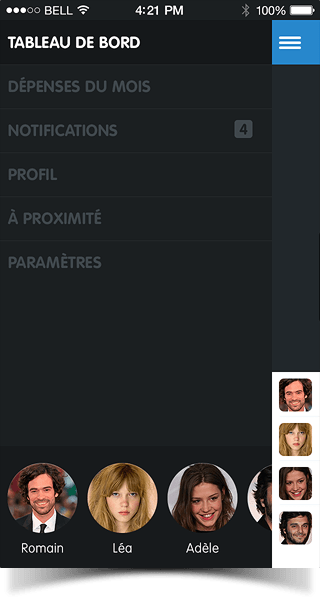 BELL 4:21 PM 100%
TABLEAU DE BORD
DÉPENSES DU MOIS
NOTIFICATIONS 4
PROFIL
À PROXIMITÉ
PARAMÈTRES
Romain Léa Adèle